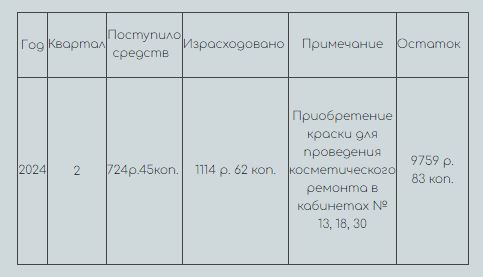 Год Квартал Поступило средств Израсходовано Примечание Остаток
2024 2 724р.45коп. 1114 р. 62 коп. Приобретение
краски для
проведения
косметического
ремонта в
кабинетах №
13, 18, 30
9759 р.
83 коп.